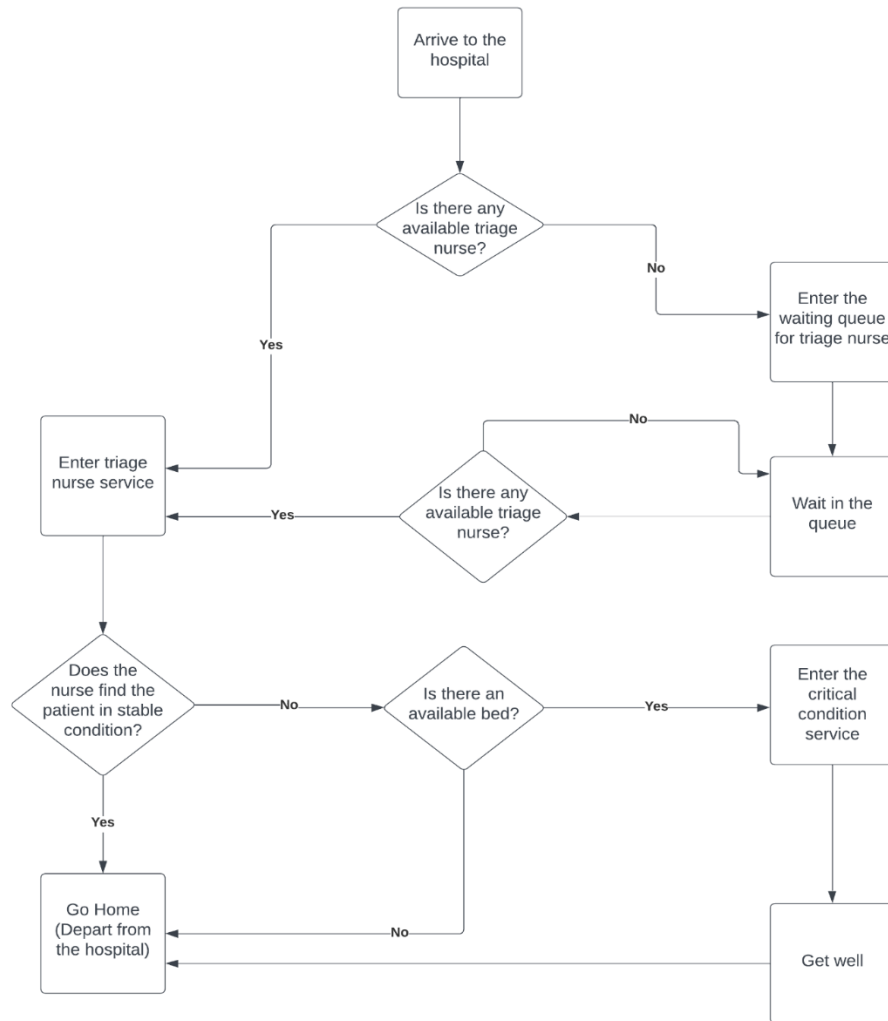 Arrive to the
hospital
Is there any
available triage
nurse?
No
Enter the
waiting queue
for triage nurse
Yes
No
Enter triage
nurse service
Is there any
available triage
nurse?
Yes
Wait in the
queue
Does the
nurse find the
patient in stable
condition?
No
Is there an
available bed?
Yes
Enter the
critical
condition
service
Yes
Go Home
(Depart from
the hospital)
No
Get well